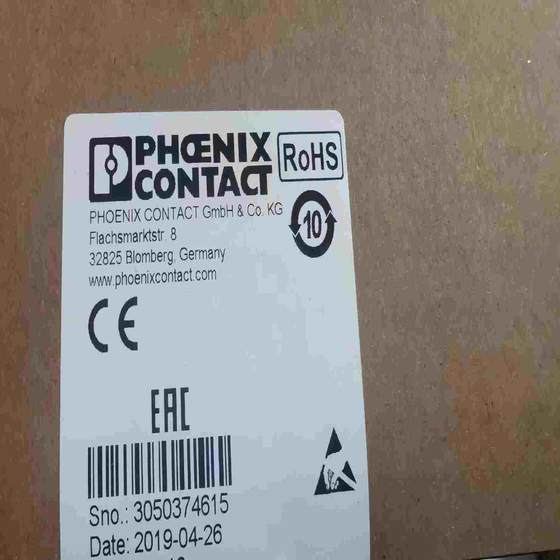 PHŒNIX
CONTACT
RoHS
PHOENIX CONTACT GmbH & Co. KG
Flachsmarktstr. 8
32825 Blomberg, Germany
www.phoenixcontact.com
10
CE
EAC
Sno.: 3050374615
Date: 2019-04-26